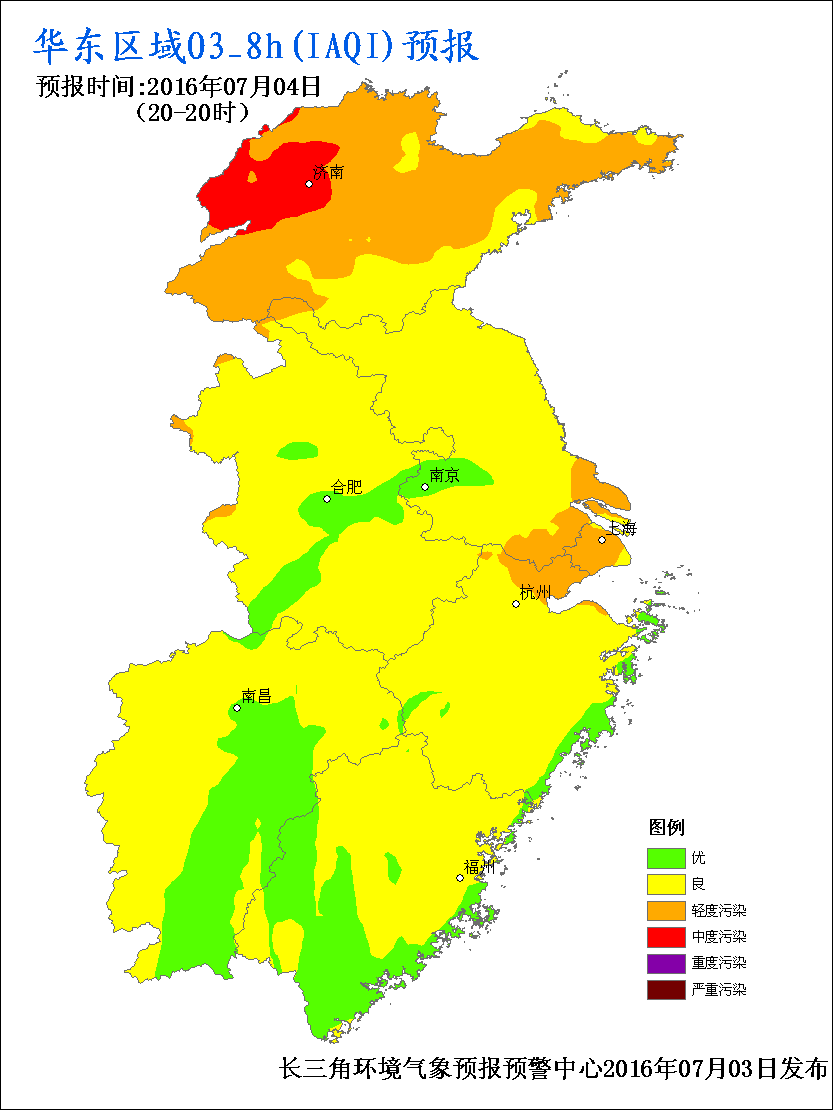 华东区域O3_8h(IAQI)预报
预报时间:2016年07月04日
(20-20时)
济南
南京
合肥
上海
杭州
南昌
福州
图例
优
良
轻度污染
中度污染
重度污染
严重污染
长三角环境气象预报预警中心2016年07月03日发布